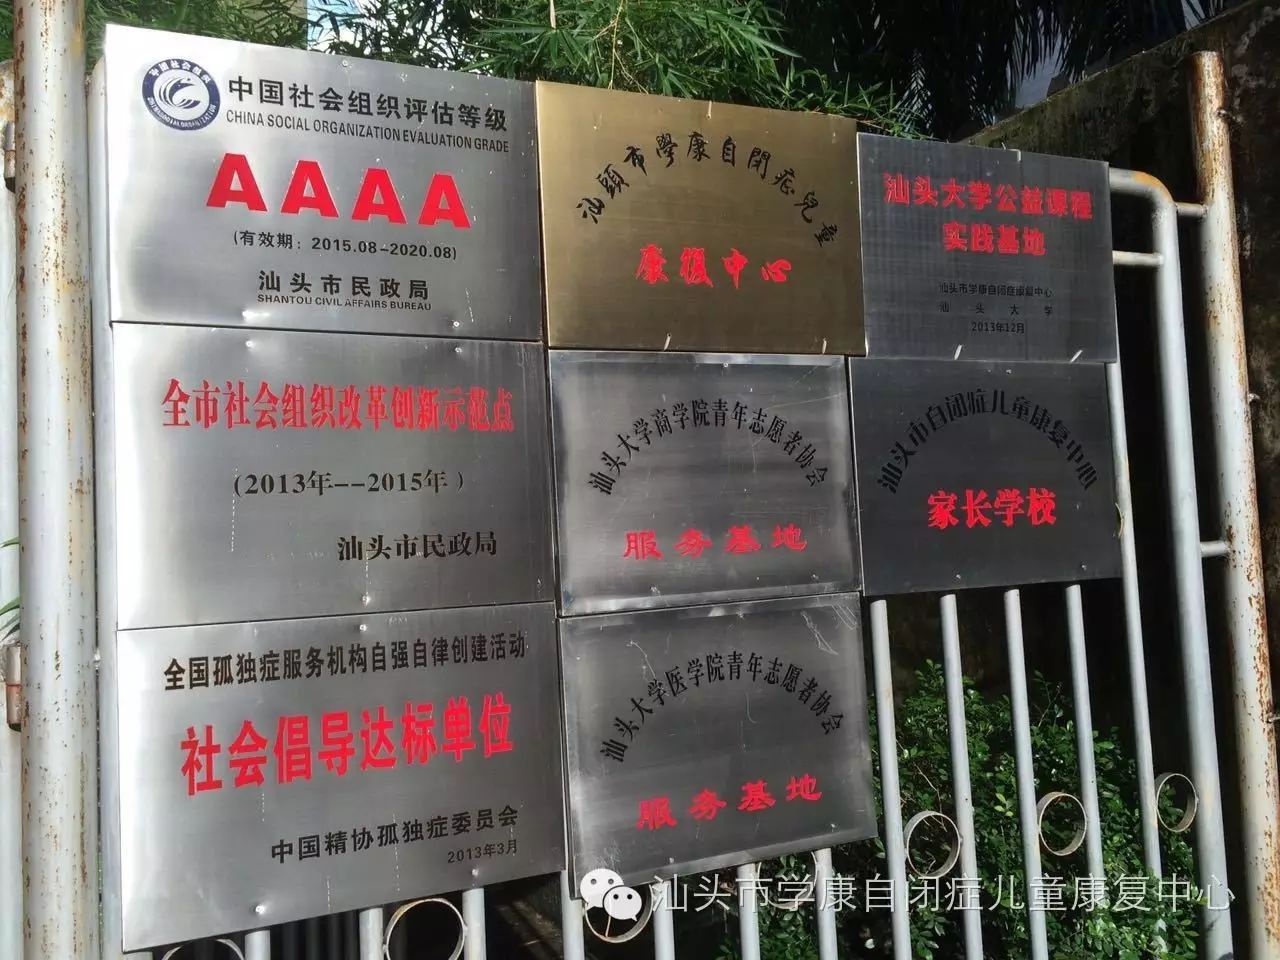 中国社会组织评估等级
CHINA SOCIAL ORGANIZATION EVALUATION GRADE
AAAA
(有效期：2015.08-2020.08)
汕头市民政局
SHANTOU CIVIL AFFAIRS BUREAU
汕頭市學康自閉症兒童
康復中心
汕头大学公益课程
实践基地
汕头市学康自闭症康复中心
汕头大学
2013年12月
全市社会组织改革创新示范点
(2013年--2015年)
汕头市民政局
汕头大学商学院青年志愿者协会
服务基地
汕头市自闭症儿童康复中心
家长学校
全国孤独症服务机构自强自律创建活动
社会倡导达标单位
中国精协孤独症委员会
2013年3月
汕头大学医学院青年志愿者协会
服务基地
汕头市学康自闭症儿童康复中心